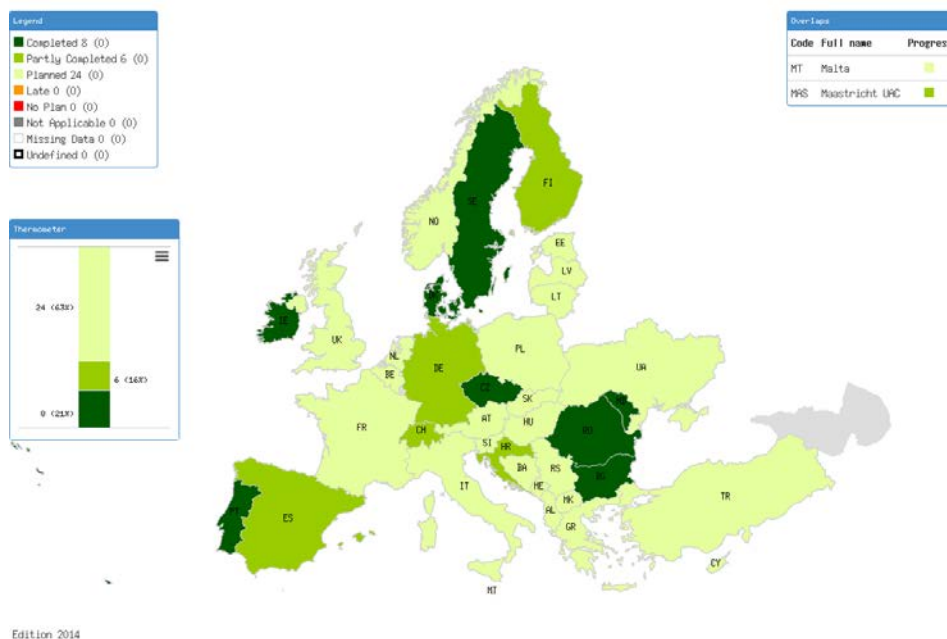 Legend
Completed 8 (0)
Partly Completed 6 (0)
Planned 24 (0)
Late 0 (0)
No Plan 0 (0)
Not Applicable 0 (0)
Missing Data 0 (0)
Undefined 0 (0)
Overlaps
Code Full name Progres
MT Malta
MAS Maastricht UAC
Thermometer
24 (63%)
6 (16%)
8 (21%)
SE
FI
NO
EE
LV
LT
IE
UK
NL
BE
DE
PL
UA
CZ
SK
FR
CH
AT
HU
RO
SI
HR
BA
RS
BG
IT
ME
MK
AL
GR
TR
PT
ES
CY
MT
Edition 2014